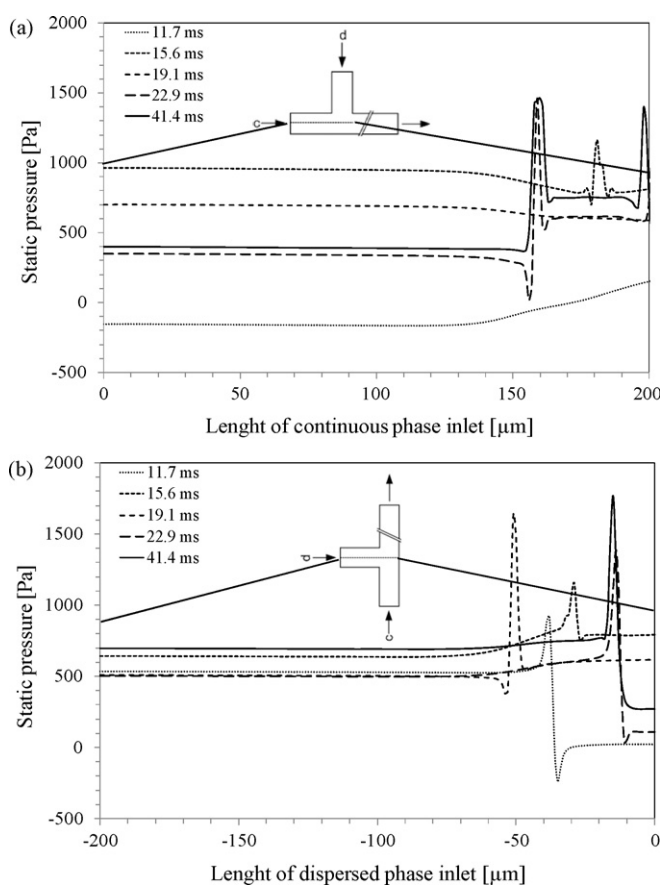 (a)
2000
1500
1000
500
0
-500
Static pressure [Pa]
11.7 ms
15.6 ms
19.1 ms
22.9 ms
41.4 ms
d
c
0
50
100
150
200
Lenght of continuous phase inlet [µm]
(b)
2000
1500
1000
500
0
-500
Static pressure [Pa]
11.7 ms
15.6 ms
19.1 ms
22.9 ms
41.4 ms
d
c
-200
-150
-100
-50
0
Lenght of dispersed phase inlet [µm]